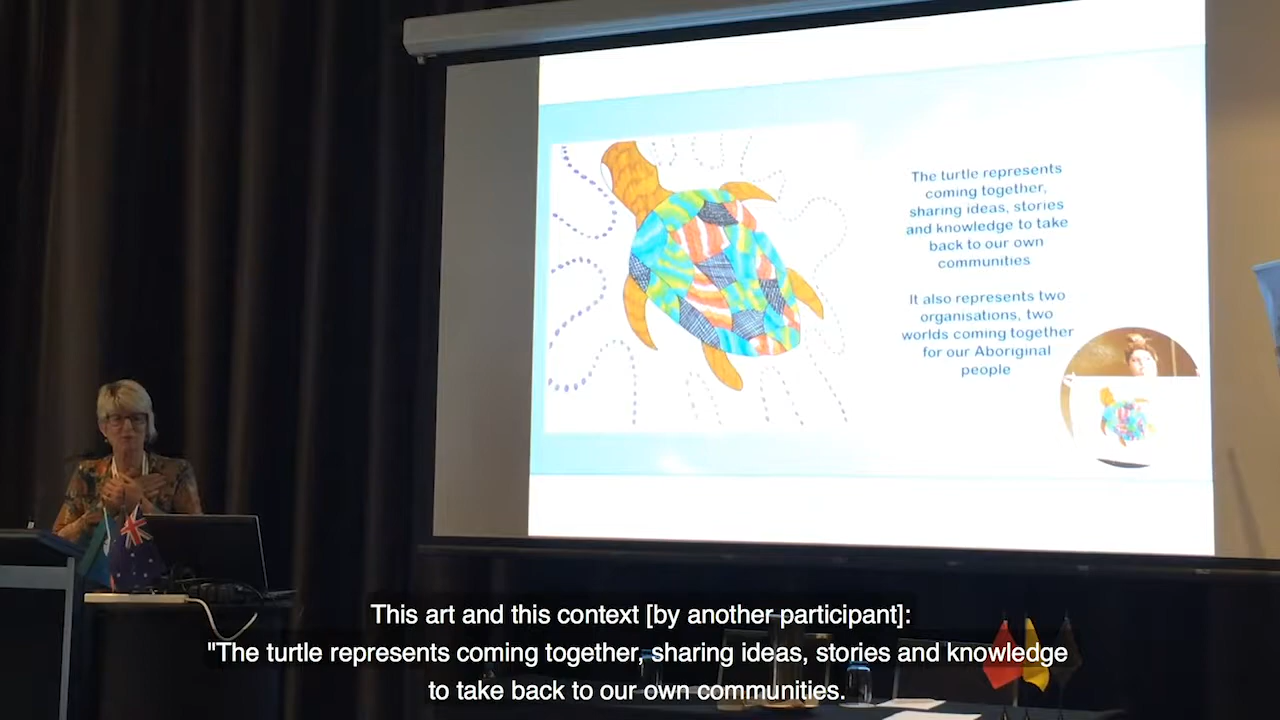 The turtle represents
coming together,
sharing ideas, stories
and knowledge to take
back to our own
communities
It also represents two
organisations, two
worlds coming together
for our Aboriginal
people
This art and this context [by another participant]:
"The turtle represents coming together, sharing ideas, stories and knowledge
to take back to our own communities.